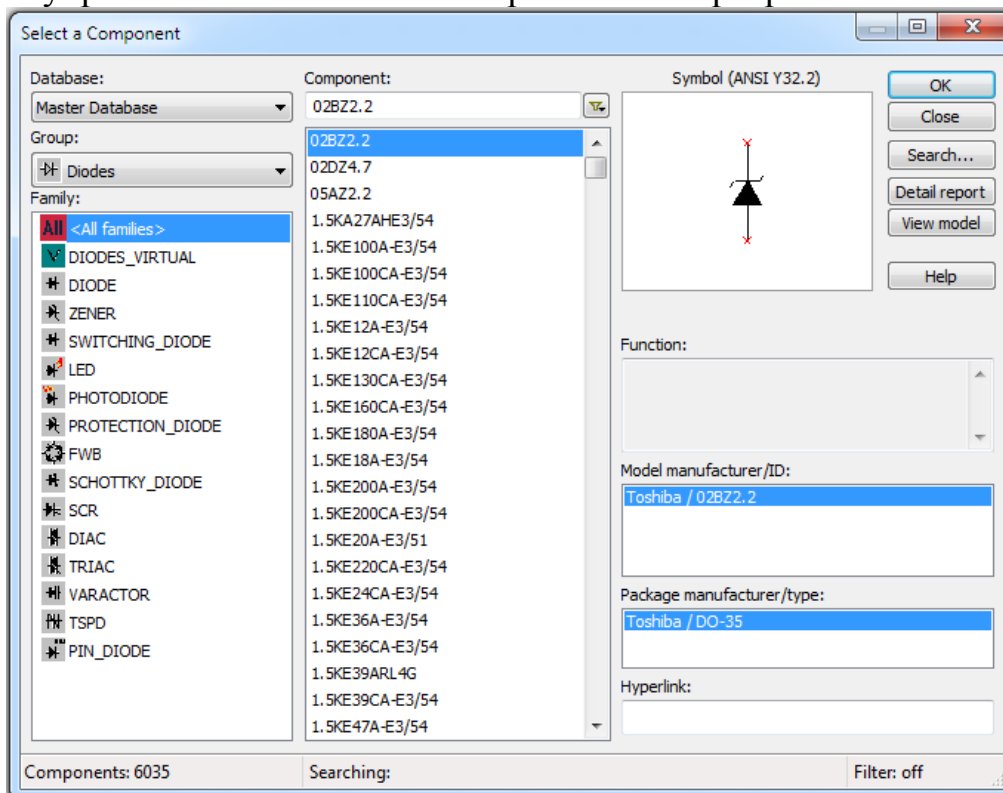 Select a Component
Database:
Master Database
Group:
Diodes
Family:
All <All families>
DIODES_VIRTUAL
DIODE
ZENER
SWITCHING_DIODE
LED
PHOTODIODE
PROTECTION_DIODE
FWB
SCHOTTKY_DIODE
SCR
DIAC
TRIAC
VARACTOR
TSPD
PIN_DIODE
Component:
02BZ2.2
02BZ2.2
02DZ4.7
05AZ2.2
1.5KA27AHE3/54
1.5KE100A-E3/54
1.5KE100CA-E3/54
1.5KE110CA-E3/54
1.5KE12A-E3/54
1.5KE12CA-E3/54
1.5KE130CA-E3/54
1.5KE160CA-E3/54
1.5KE180A-E3/54
1.5KE18A-E3/54
1.5KE200A-E3/54
1.5KE200CA-E3/54
1.5KE20A-E3/51
1.5KE220CA-E3/54
1.5KE24CA-E3/54
1.5KE36A-E3/54
1.5KE36CA-E3/54
1.5KE39ARL4G
1.5KE39CA-E3/54
1.5KE47A-E3/54
Symbol (ANSI Y32.2)
Function:
Model manufacturer/ID:
Toshiba / 02BZ2.2
Package manufacturer/type:
Toshiba / DO-35
Hyperlink:
OK
Close
Search...
Detail report
View model
Help
Components: 6035
Searching:
Filter: off